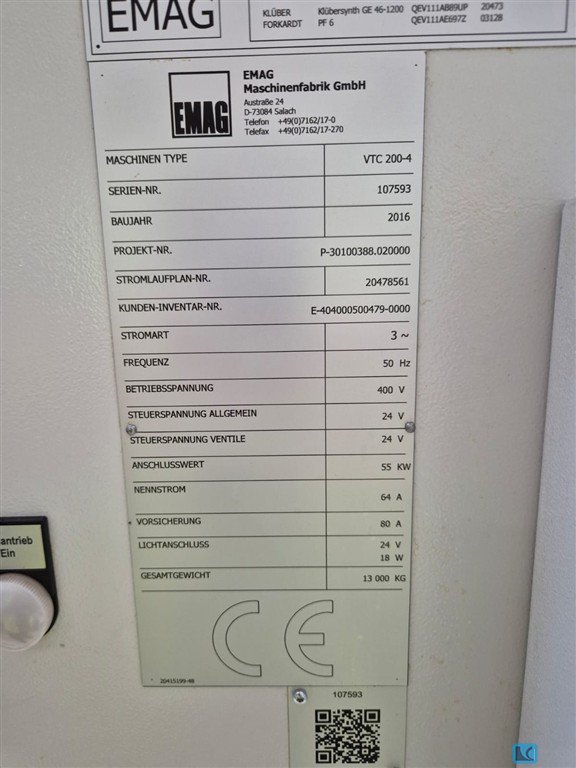 EMAG
KLÜBER Klübersynth GE 46-1200 QEV111AB89UP 20473
FORKARDT PF 6 QEV111AE697Z 03128
EMAG
EMAG
Maschinenfabrik GmbH
Austraße 24
D-73084 Salach
Telefon +49(0)7162/17-0
Telefax +49(0)7162/17-270
MASCHINEN TYPE VTC 200-4
SERIEN-NR. 107593
BAUJAHR 2016
PROJEKT-NR. P-30100388.020000
STROMLAUFPLAN-NR. 20478561
KUNDEN-INVENTAR-NR. E-404000500479-0000
STROMART 3 ~
FREQUENZ 50 Hz
BETRIEBSSPANNUNG 400 V
STEUERSPANNUNG ALLGEMEIN 24 V
STEUERSPANNUNG VENTILE 24 V
ANSCHLUSSWERT 55 KW
NENNSTROM 64 A
VORSICHERUNG 80 A
LICHTANSCHLUSS 24 V
18 W
GESAMTGEWICHT 13 000 KG
CE
20415199-48
antrieb
Ein
107593